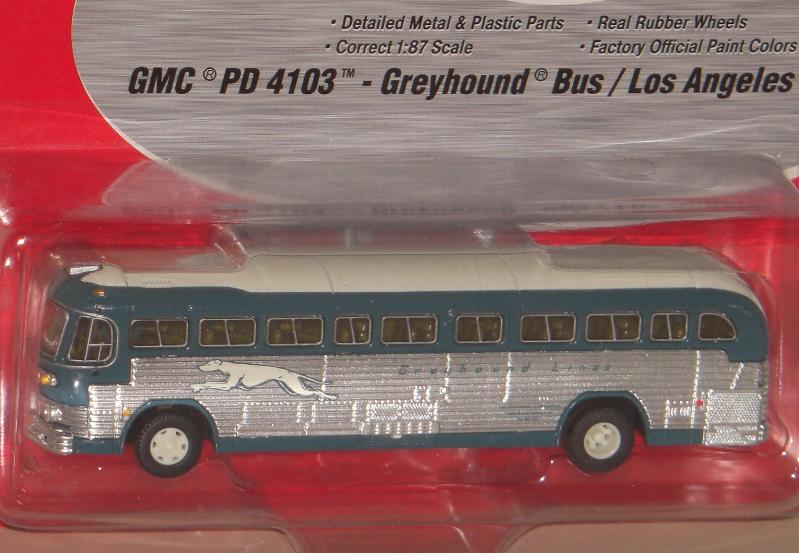 • Detailed Metal & Plastic Parts • Real Rubber Wheels
• Correct 1:87 Scale • Factory Official Paint Colors
GMC ® PD 4103™ - Greyhound® Bus / Los Angeles
Greyhound Lines